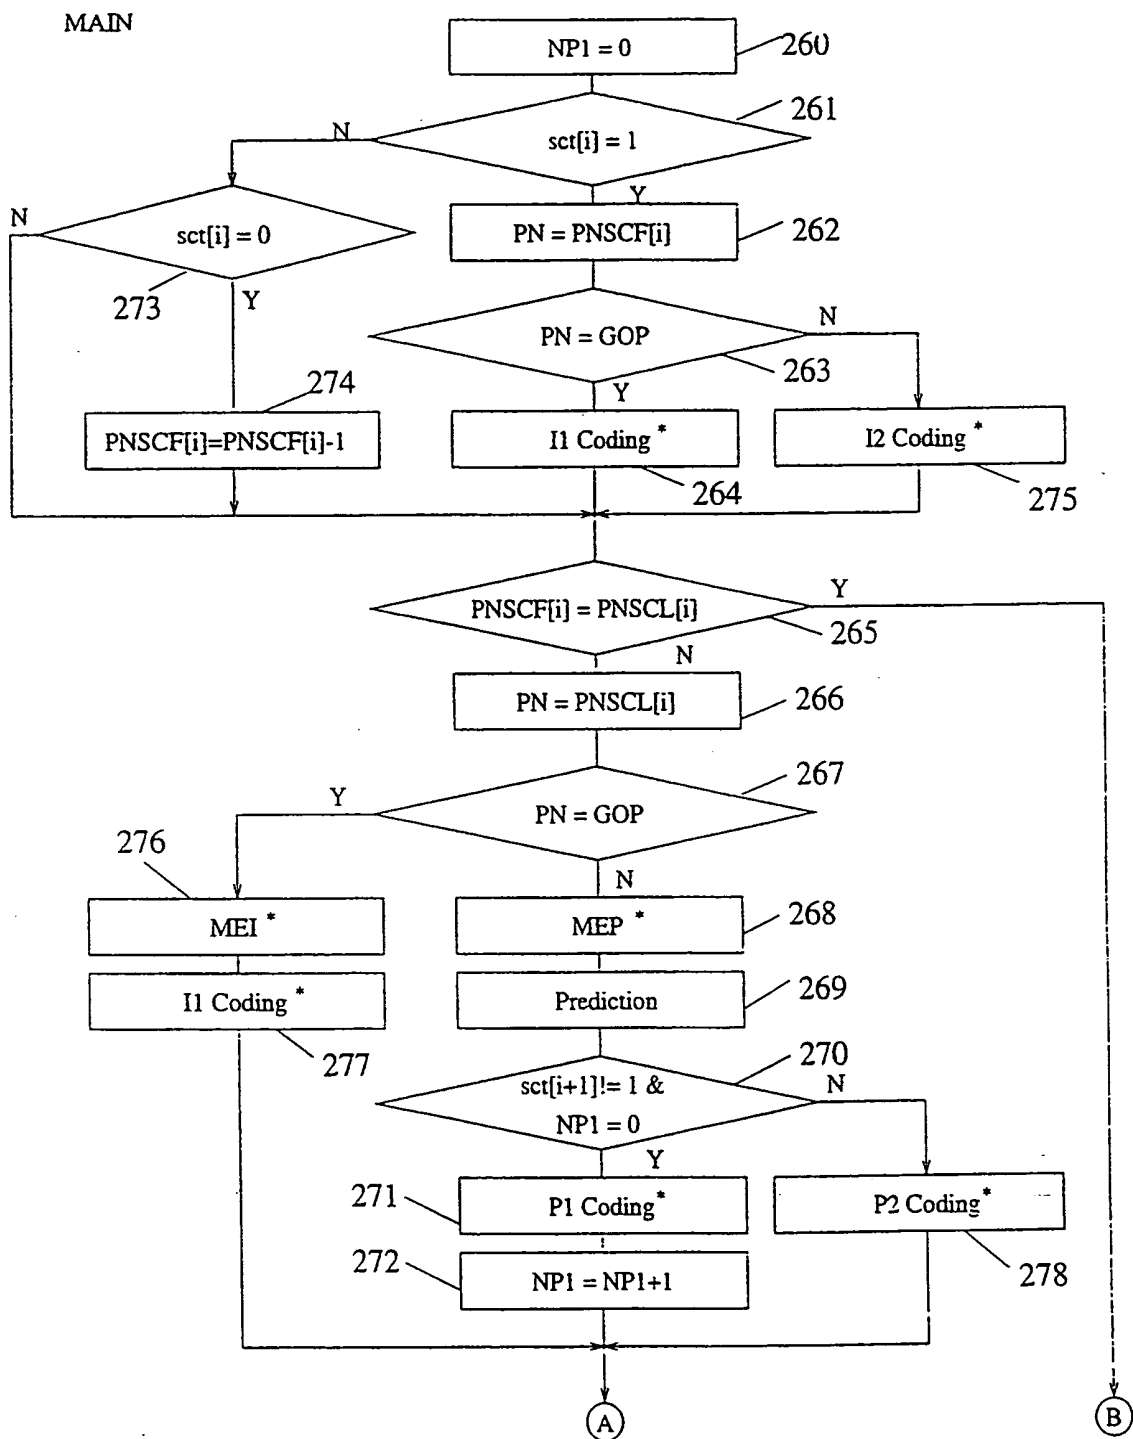 MAIN
NP1 = 0
260
261
N
sct[i] = 1
Y
N
sct[i] = 0
PN = PNSCF[i]
262
273
Y
PN = GOP
N
263
274
Y
PNSCF[i]=PNSCF[i]-1
I1 Coding *
I2 Coding *
264
275
PNSCF[i] = PNSCL[i]
Y
265
N
PN = PNSCL[i]
266
267
Y
PN = GOP
276
N
MEI *
MEP *
268
I1 Coding *
Prediction
269
277
270
sct[i+1]!= 1 &
N
NP1 = 0
Y
271
P1 Coding*
P2 Coding*
272
NP1 = NP1+1
278
A
B